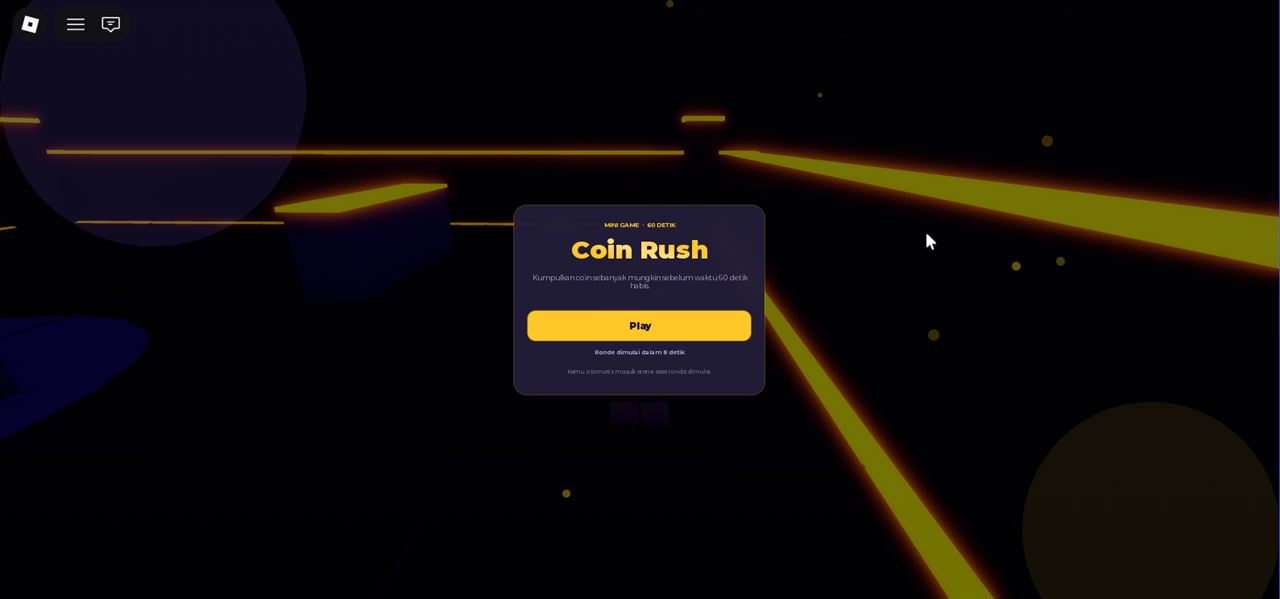 MINI GAME · 60 DETIK
Coin Rush
Kumpulkan coin sebanyak mungkin sebelum waktu 60 detik
habis.
Play
Ronde dimulai dalam 8 detik
Kamu otomatis masuk arena saat ronde dimulai.